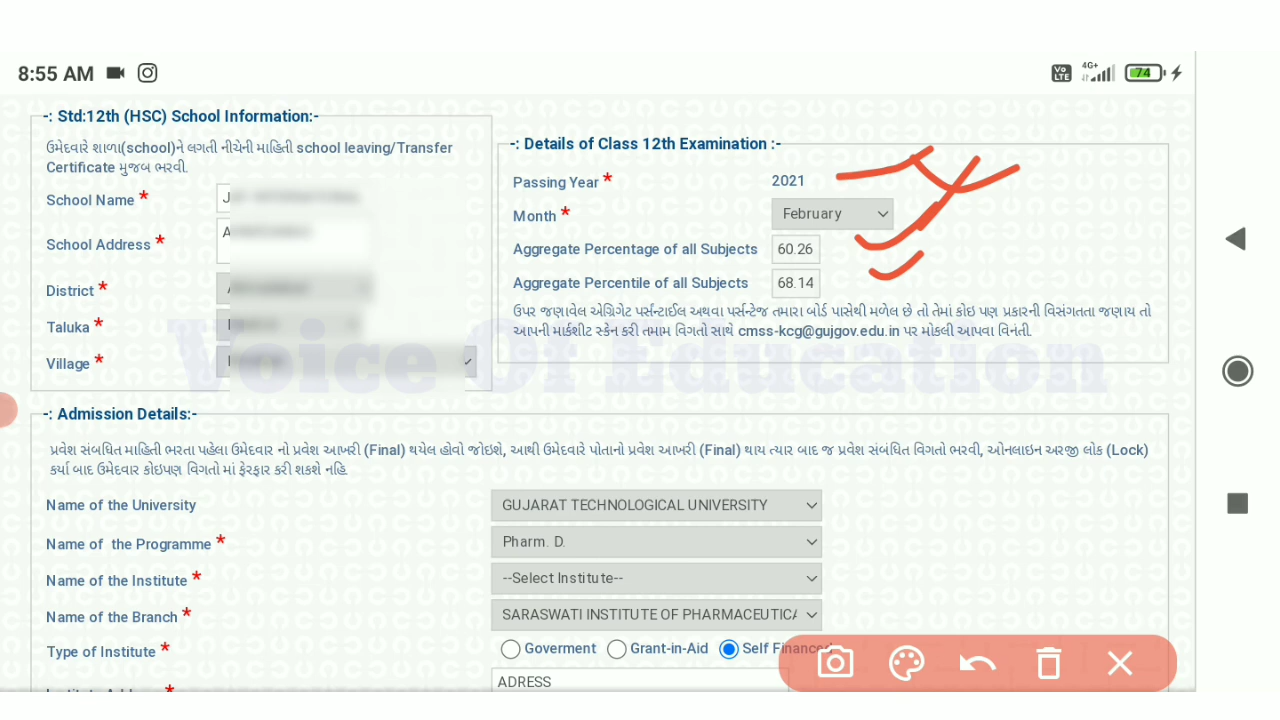 8:55 AM
Vo LTE 4G+ 74
-: Std:12th (HSC) School Information:-
ઉમેદવારે શાળા(school)ને લગતી નીચેની માહિતી school leaving/Transfer
Certificate મુજબ ભરવી.
School Name *
School Address *
District *
Taluka *
Village *
-: Details of Class 12th Examination :-
Passing Year * 2021
Month * February
Aggregate Percentage of all Subjects 60.26
Aggregate Percentile of all Subjects 68.14
ઉપર જણાવેલ એગ્રિગેટ પર્સન્ટાઈલ અથવા પર્સન્ટેજ તમારા બોર્ડ પાસેથી મળેલ છે તો તેમાં કોઇ પણ પ્રકારની વિસંગતતા જણાય તો
આપની માર્કશીટ સ્કેન કરી તમામ વિગતો સાથે cmss-kcg@gujgov.edu.in પર મોકલી આપવા વિનંતી.
Voice Of Education
-: Admission Details:-
પ્રવેશ સંબધિત માહિતી ભરતા પહેલા ઉમેદવાર નો પ્રવેશ આખરી (Final) થયેલ હોવો જોઇશે, આથી ઉમેદવારે પોતાનો પ્રવેશ આખરી (Final) થાય ત્યાર બાદ જ પ્રવેશ સંબંધિત વિગતો ભરવી, ઓનલાઇન અરજી લોક (Lock)
કર્યા બાદ ઉમેદવાર કોઇપણ વિગતો માં ફેરફાર કરી શકશે નહિ.
Name of the University GUJARAT TECHNOLOGICAL UNIVERSITY
Name of the Programme * Pharm. D.
Name of the Institute * --Select Institute--
Name of the Branch * SARASWATI INSTITUTE OF PHARMACEUTICA
Type of Institute * Goverment Grant-in-Aid Self Financed
ADRESS